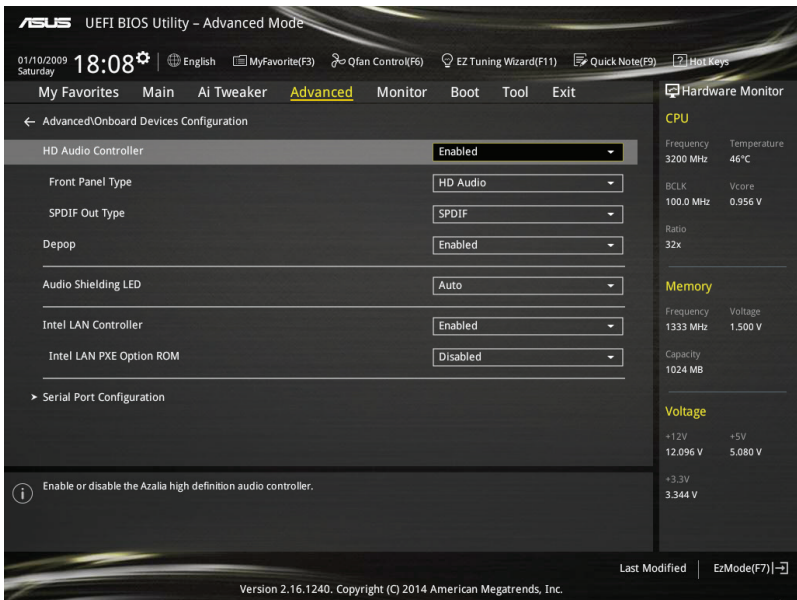 ASUS UEFI BIOS Utility – Advanced Mode
01/10/2009
Saturday
18:08
English
MyFavorite(F3)
Qfan Control(F6)
EZ Tuning Wizard(F11)
Quick Note(F9)
? Hot Keys
My Favorites Main Ai Tweaker Advanced Monitor Boot Tool Exit
Advanced\Onboard Devices Configuration
HD Audio Controller Enabled
Front Panel Type HD Audio
SPDIF Out Type SPDIF
Depop Enabled
Audio Shielding LED Auto
Intel LAN Controller Enabled
Intel LAN PXE Option ROM Disabled
Serial Port Configuration
Enable or disable the Azalia high definition audio controller.
Hardware Monitor
CPU
Frequency Temperature
3200 MHz 46°C
BCLK Vcore
100.0 MHz 0.956 V
Ratio
32x
Memory
Frequency Voltage
1333 MHz 1.500 V
Capacity
1024 MB
Voltage
+12V +5V
12.096 V 5.080 V
+3.3V
3.344 V
Last Modified
EzMode(F7)
Version 2.16.1240. Copyright (C) 2014 American Megatrends, Inc.